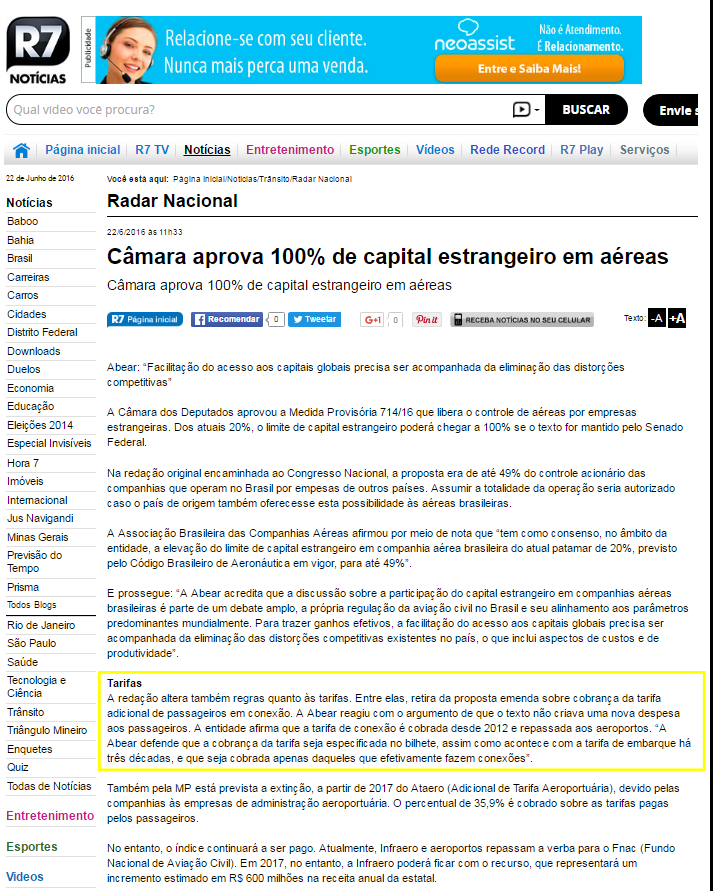 R7
NOTÍCIAS
Publicidade
Relacione-se com seu cliente.
Nunca mais perca uma venda.
neoassist
Não é Atendimento.
É Relacionamento.
Entre e Saiba Mais!
Qual vídeo você procura?
BUSCAR
Envie s
Página inicial
R7 TV
Notícias
Entretenimento
Esportes
Vídeos
Rede Record
R7 Play
Serviços
22 de Junho de 2016
Você está aqui: Página Inicial/Notícias/Trânsito/Radar Nacional
Notícias
Baboo
Bahia
Brasil
Carreiras
Carros
Cidades
Distrito Federal
Downloads
Duelos
Economia
Educação
Eleições 2014
Especial Invisíveis
Hora 7
Imóveis
Internacional
Jus Navigandi
Minas Gerais
Previsão do
Tempo
Prisma
Todos Blogs
Rio de Janeiro
São Paulo
Saúde
Tecnologia e
Ciência
Trânsito
Triângulo Mineiro
Enquetes
Quiz
Todas de Notícias
Entretenimento
Esportes
Vídeos
Radar Nacional
22/6/2016 às 11h33
Câmara aprova 100% de capital estrangeiro em aéreas
Câmara aprova 100% de capital estrangeiro em aéreas
R7 Página inicial
Recomendar
0
Tweetar
G+1
0
Pin it
RECEBA NOTÍCIAS NO SEU CELULAR
Texto: -A +A
Abear: “Facilitação do acesso aos capitais globais precisa ser acompanhada da eliminação das distorções
competitivas”
A Câmara dos Deputados aprovou a Medida Provisória 714/16 que libera o controle de aéreas por empresas
estrangeiras. Dos atuais 20%, o limite de capital estrangeiro poderá chegar a 100% se o texto for mantido pelo Senado
Federal.
Na redação original encaminhada ao Congresso Nacional, a proposta era de até 49% do controle acionário das
companhias que operam no Brasil por empesas de outros países. Assumir a totalidade da operação seria autorizado
caso o país de origem também oferecesse esta possibilidade às aéreas brasileiras.
A Associação Brasileira das Companhias Aéreas afirmou por meio de nota que “tem como consenso, no âmbito da
entidade, a elevação do limite de capital estrangeiro em companhia aérea brasileira do atual patamar de 20%, previsto
pelo Código Brasileiro de Aeronáutica em vigor, para até 49%”.
E prossegue: “A Abear acredita que a discussão sobre a participação do capital estrangeiro em companhias aéreas
brasileiras é parte de um debate amplo, a própria regulação da aviação civil no Brasil e seu alinhamento aos parâmetros
predominantes mundialmente. Para trazer ganhos efetivos, a facilitação do acesso aos capitais globais precisa ser
acompanhada da eliminação das distorções competitivas existentes no país, o que inclui aspectos de custos e de
produtividade”.
Tarifas
A redação altera também regras quanto às tarifas. Entre elas, retira da proposta emenda sobre cobrança da tarifa
adicional de passageiros em conexão. A Abear reagiu com o argumento de que o texto não criava uma nova despesa
aos passageiros. A entidade afirma que a tarifa de conexão é cobrada desde 2012 e repassada aos aeroportos. “A
Abear defende que a cobrança da tarifa seja especificada no bilhete, assim como acontece com a tarifa de embarque há
três décadas, e que seja cobrada apenas daqueles que efetivamente fazem conexões”.
Também pela MP está prevista a extinção, a partir de 2017 do Ataero (Adicional de Tarifa Aeroportuária), devido pelas
companhias às empresas de administração aeroportuária. O percentual de 35,9% é cobrado sobre as tarifas pagas
pelos passageiros.
No entanto, o índice continuará a ser pago. Atualmente, Infraero e aeroportos repassam a verba para o Fnac (Fundo
Nacional de Aviação Civil). Em 2017, no entanto, a Infraero poderá ficar com o recurso, que representará um
incremento estimado em R$ 600 milhões na receita anual da estatal.